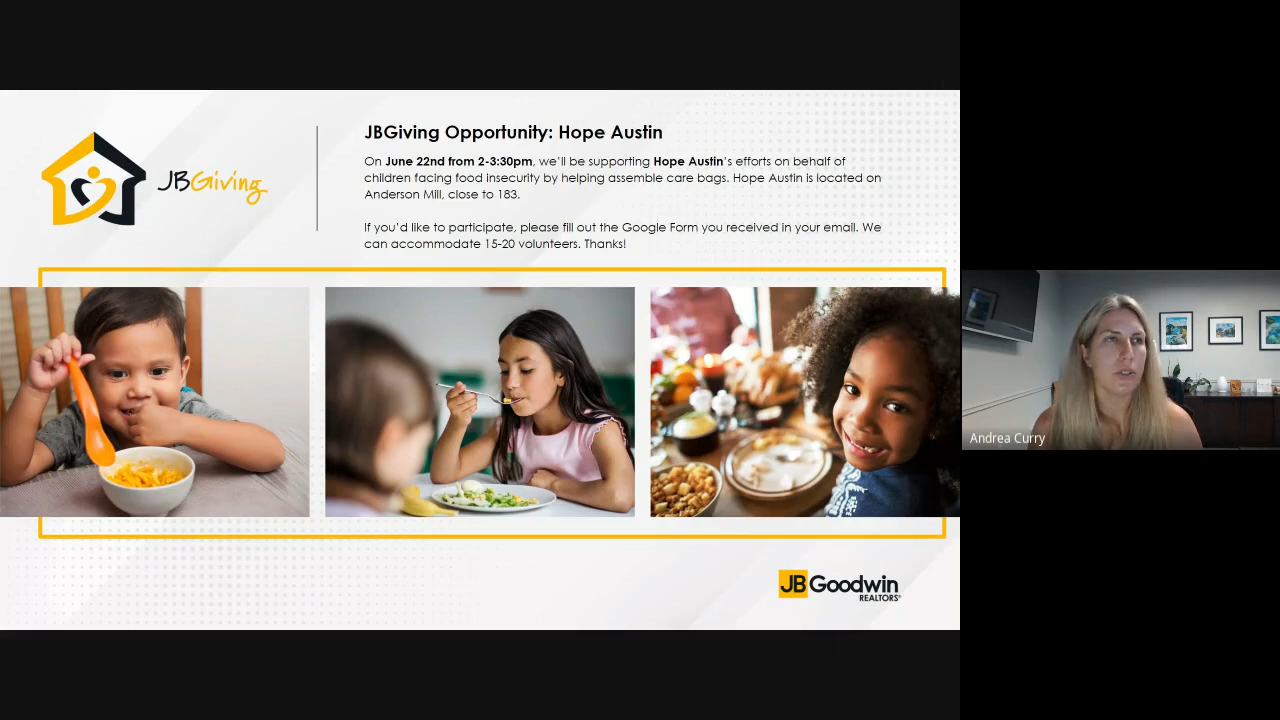 JBGiving
JBGiving Opportunity: Hope Austin
On June 22nd from 2-3:30pm, we'll be supporting Hope Austin's efforts on behalf of
children facing food insecurity by helping assemble care bags. Hope Austin is located on
Anderson Mill, close to 183.
If you'd like to participate, please fill out the Google Form you received in your email. We
can accommodate 15-20 volunteers. Thanks!
Andrea Curry
JB Goodwin
REALTORS®